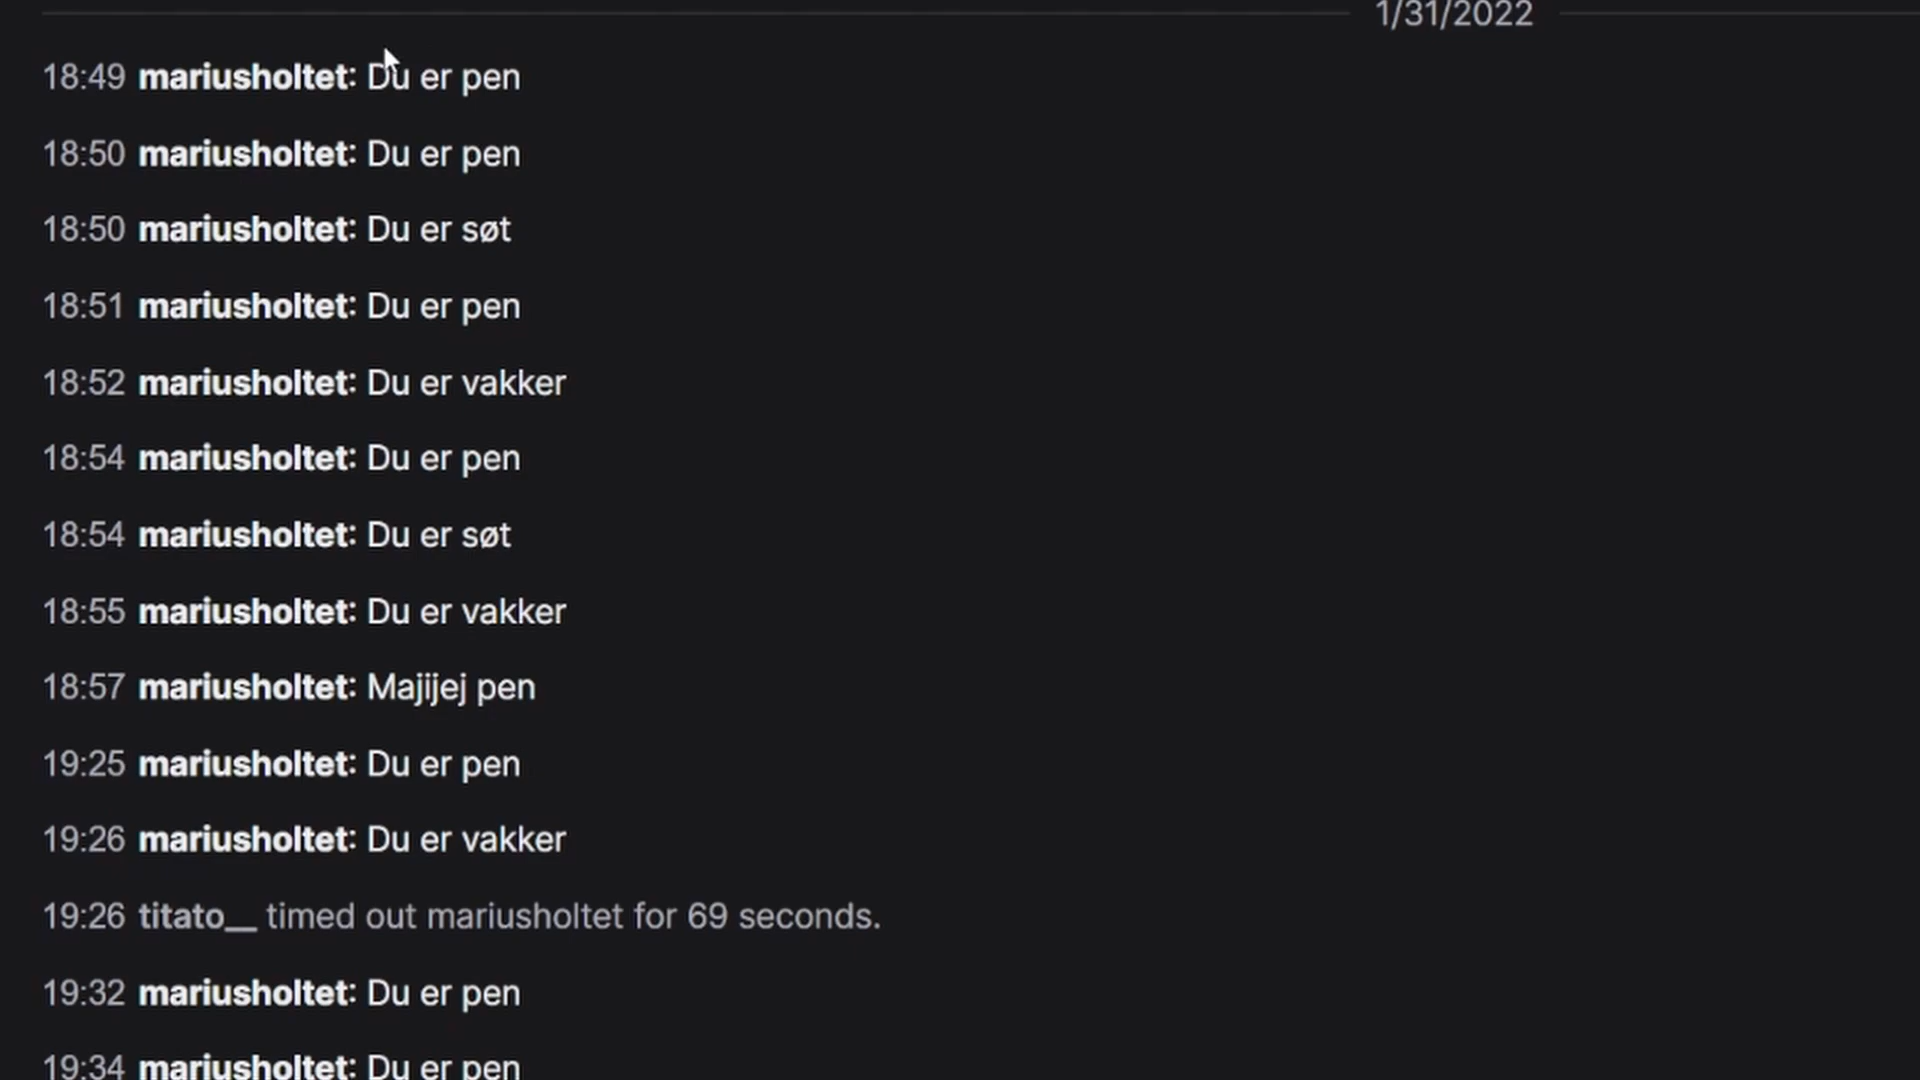 1/31/2022
18:49 mariusholtet: Du er pen
18:50 mariusholtet: Du er pen
18:50 mariusholtet: Du er søt
18:51 mariusholtet: Du er pen
18:52 mariusholtet: Du er vakker
18:54 mariusholtet: Du er pen
18:54 mariusholtet: Du er søt
18:55 mariusholtet: Du er vakker
18:57 mariusholtet: Majijej pen
19:25 mariusholtet: Du er pen
19:26 mariusholtet: Du er vakker
19:26 titato__ timed out mariusholtet for 69 seconds.
19:32 mariusholtet: Du er pen
19:34 mariusholtet: Du er pen